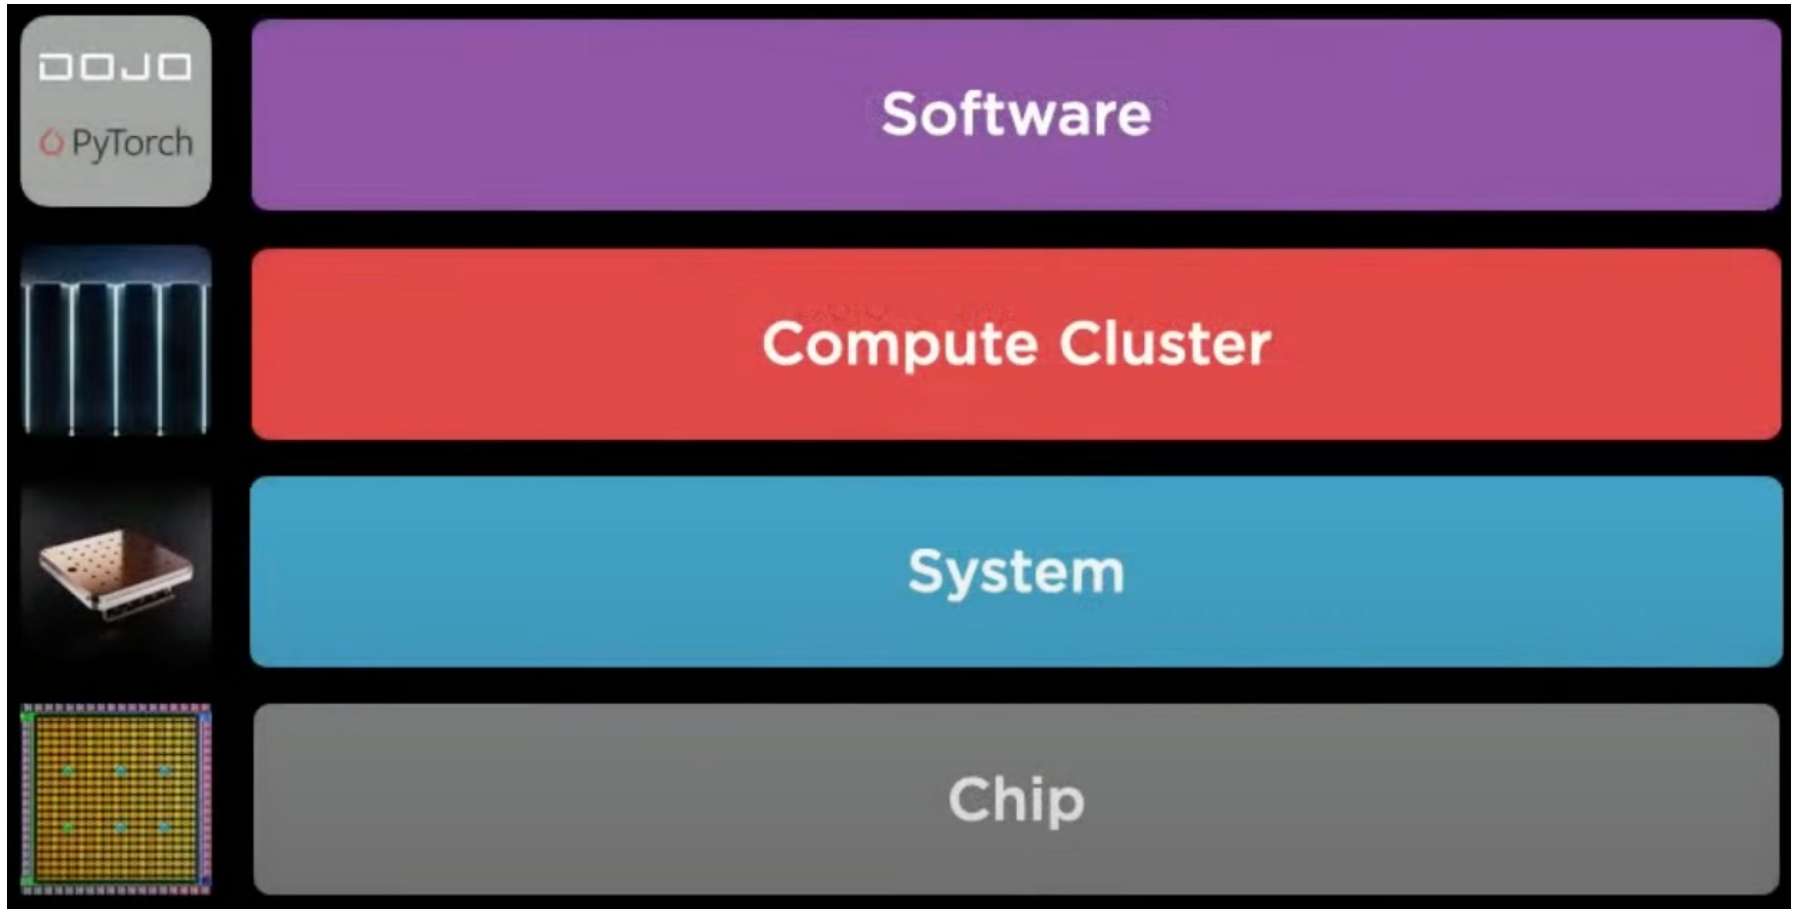 DOJO
PyTorch
Software
Compute Cluster
System
Chip